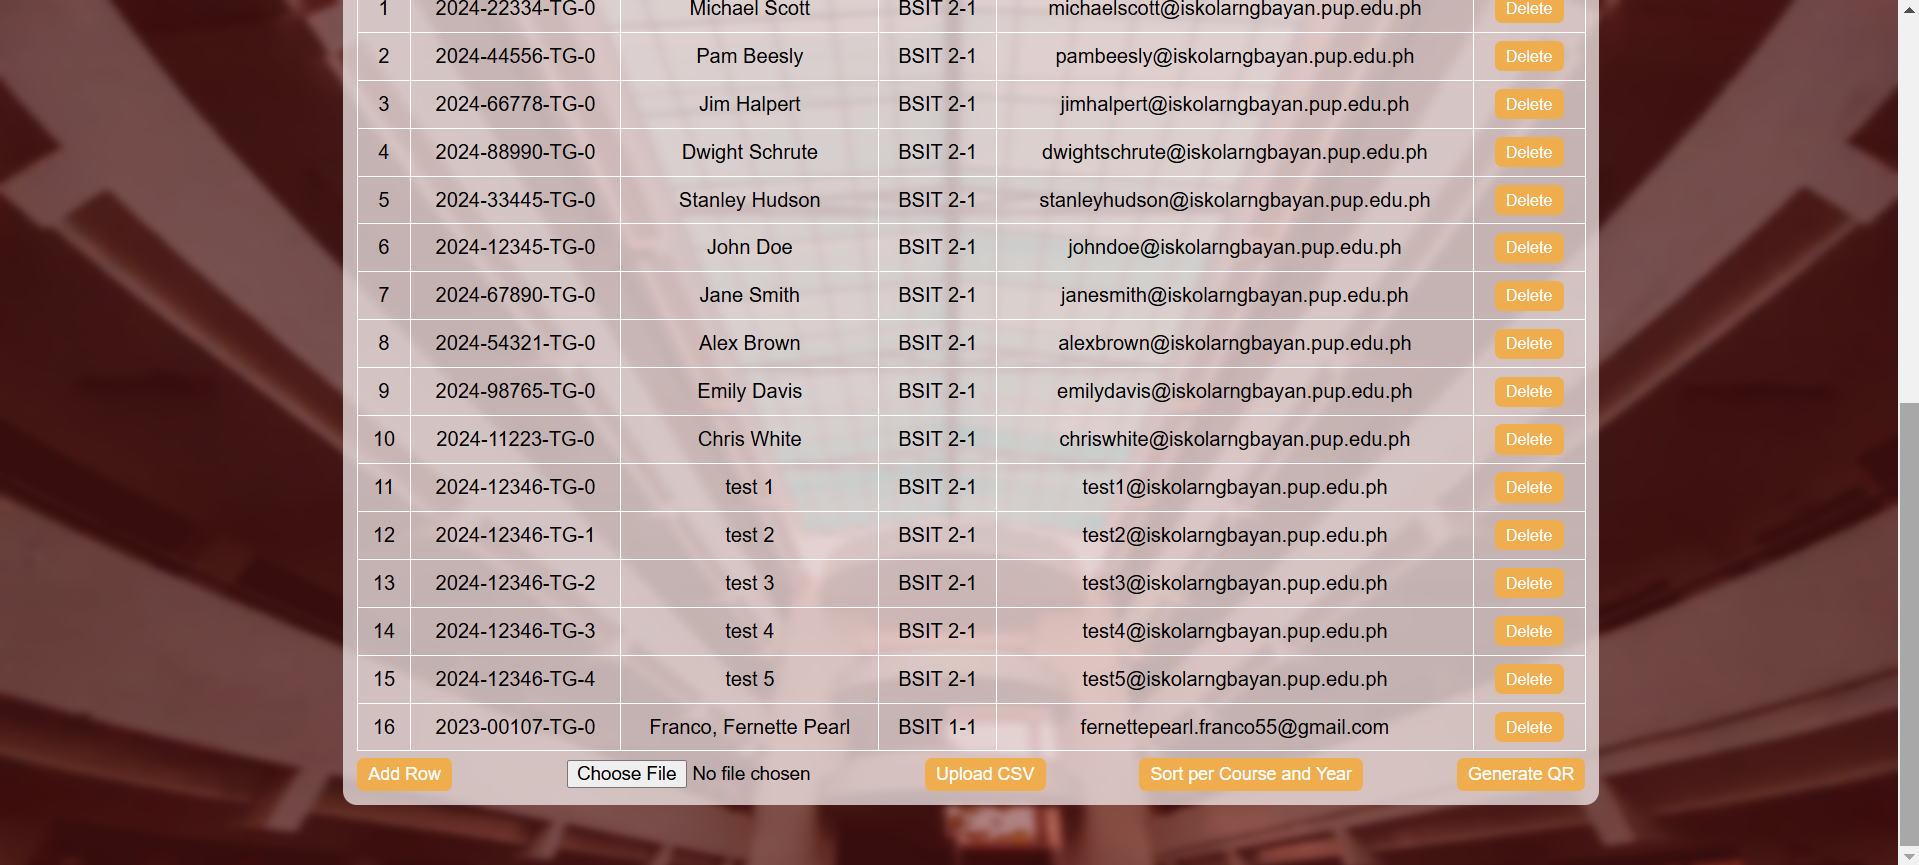 1 2024-22334-TG-0 Michael Scott BSIT 2-1 michaelscott@iskolarngbayan.pup.edu.ph Delete
2 2024-44556-TG-0 Pam Beesly BSIT 2-1 pambeesly@iskolarngbayan.pup.edu.ph Delete
3 2024-66778-TG-0 Jim Halpert BSIT 2-1 jimhalpert@iskolarngbayan.pup.edu.ph Delete
4 2024-88990-TG-0 Dwight Schrute BSIT 2-1 dwightschrute@iskolarngbayan.pup.edu.ph Delete
5 2024-33445-TG-0 Stanley Hudson BSIT 2-1 stanleyhudson@iskolarngbayan.pup.edu.ph Delete
6 2024-12345-TG-0 John Doe BSIT 2-1 johndoe@iskolarngbayan.pup.edu.ph Delete
7 2024-67890-TG-0 Jane Smith BSIT 2-1 janesmith@iskolarngbayan.pup.edu.ph Delete
8 2024-54321-TG-0 Alex Brown BSIT 2-1 alexbrown@iskolarngbayan.pup.edu.ph Delete
9 2024-98765-TG-0 Emily Davis BSIT 2-1 emilydavis@iskolarngbayan.pup.edu.ph Delete
10 2024-11223-TG-0 Chris White BSIT 2-1 chriswhite@iskolarngbayan.pup.edu.ph Delete
11 2024-12346-TG-0 test 1 BSIT 2-1 test1@iskolarngbayan.pup.edu.ph Delete
12 2024-12346-TG-1 test 2 BSIT 2-1 test2@iskolarngbayan.pup.edu.ph Delete
13 2024-12346-TG-2 test 3 BSIT 2-1 test3@iskolarngbayan.pup.edu.ph Delete
14 2024-12346-TG-3 test 4 BSIT 2-1 test4@iskolarngbayan.pup.edu.ph Delete
15 2024-12346-TG-4 test 5 BSIT 2-1 test5@iskolarngbayan.pup.edu.ph Delete
16 2023-00107-TG-0 Franco, Fernette Pearl BSIT 1-1 fernettepearl.franco55@gmail.com Delete
Add Row Choose File No file chosen Upload CSV Sort per Course and Year Generate QR